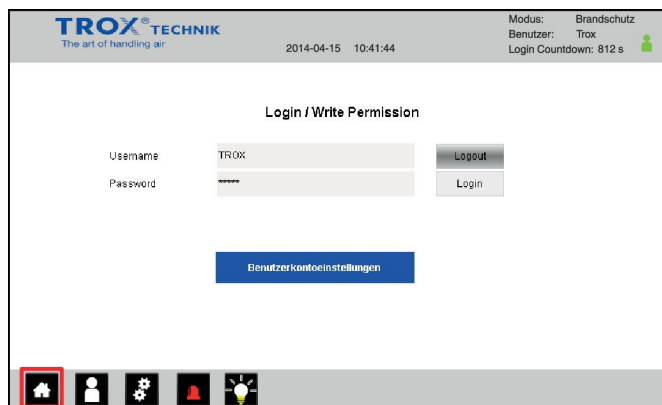 TROX® TECHNIK
The art of handling air
2014-04-15 10:41:44
Modus: Brandschutz
Benutzer: Trox
Login Countdown: 812 s
Login / Write Permission
Username TROX Logout
Password ***** Login
Benutzerkontoeinstellungen